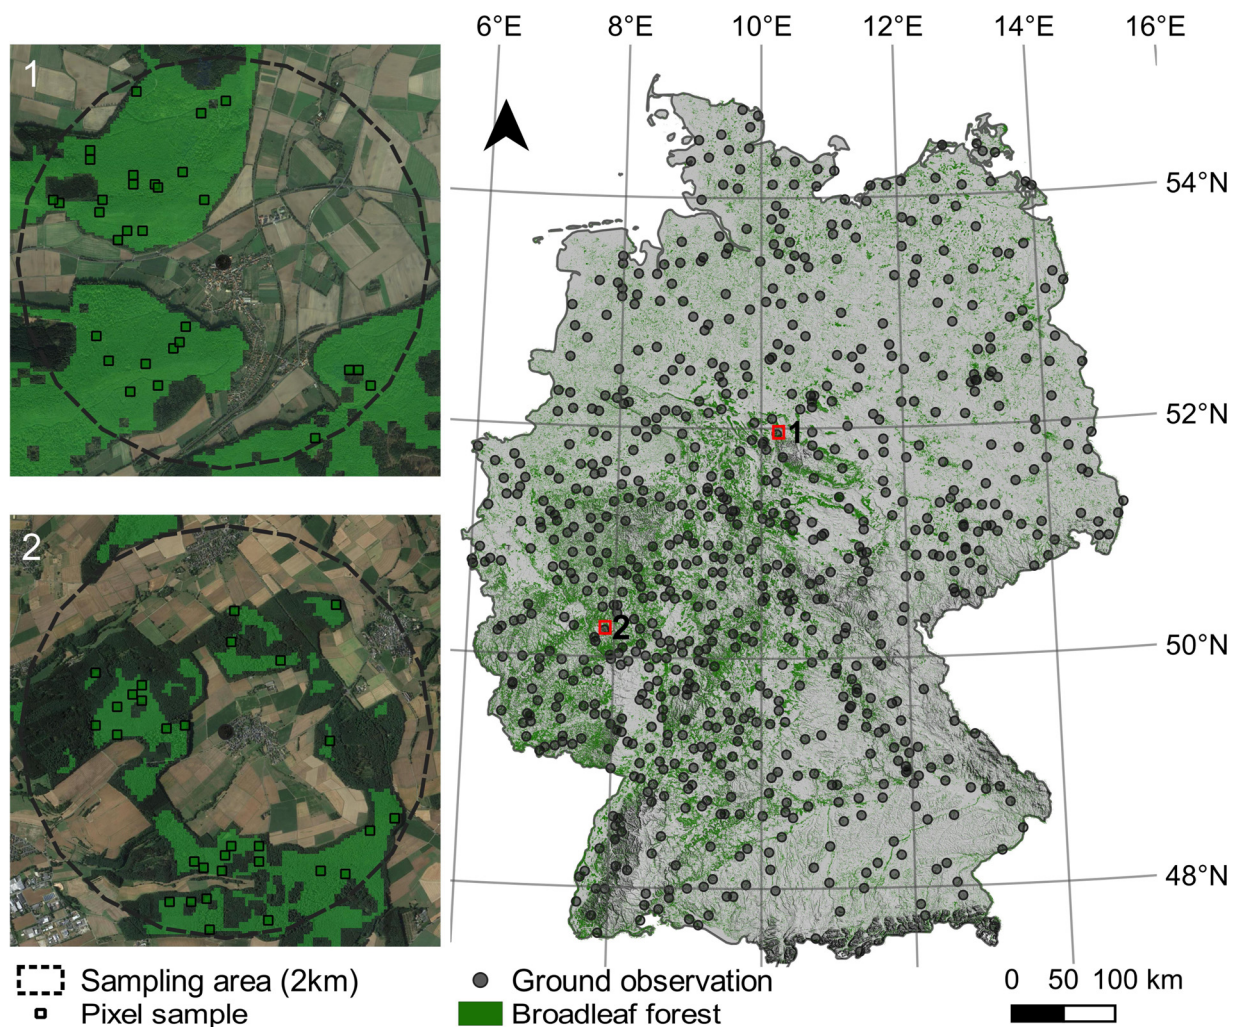 6°E 8°E 10°E 12°E 14°E 16°E
1
54°N
52°N
1
2
50°N
2
48°N
Sampling area (2km)
Pixel sample
Ground observation
Broadleaf forest
0 50 100 km